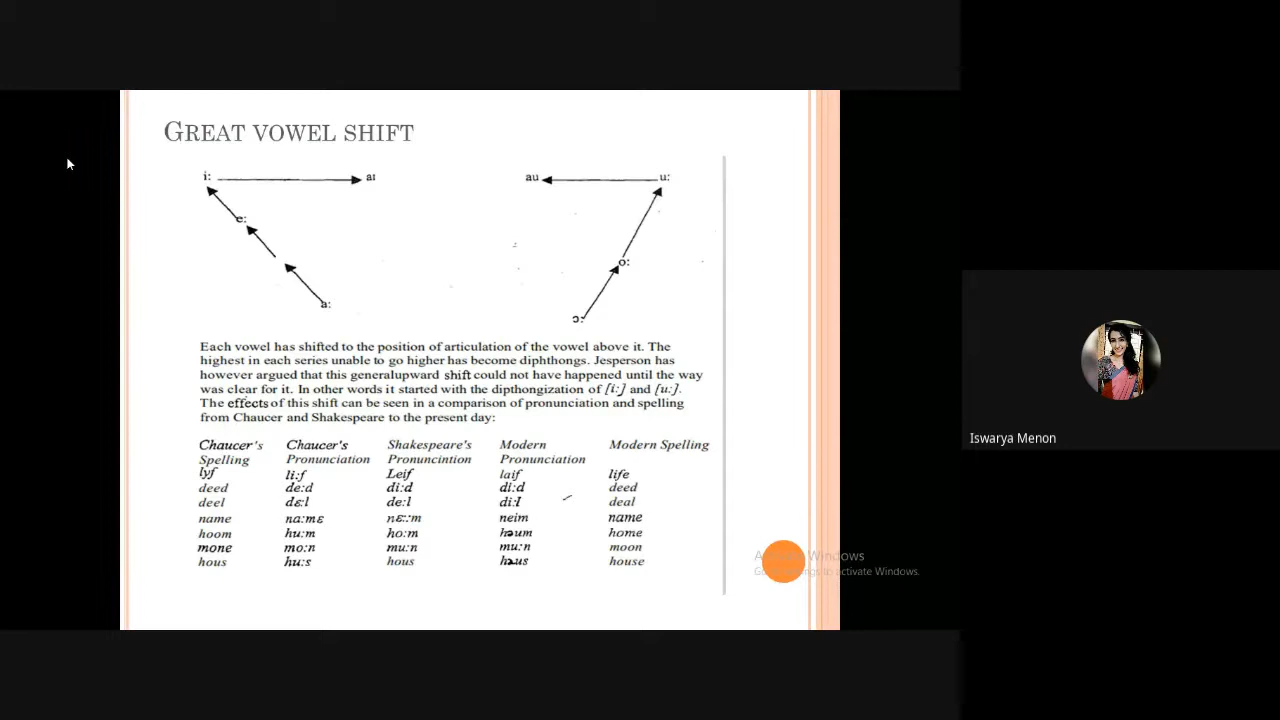 GREAT VOWEL SHIFT
i: aı au u:
e:
o:
a:
ɔ:
Each vowel has shifted to the position of articulation of the vowel above it. The
highest in each series unable to go higher has become diphthongs. Jesperson has
however argued that this generalupward shift could not have happened until the way
was clear for it. In other words it started with the dipthongization of [i:] and [u:].
The effects of this shift can be seen in a comparison of pronunciation and spelling
from Chaucer and Shakespeare to the present day:
Chaucer's Chaucer's Shakespeare's Modern Modern Spelling
Spelling Pronunciation Pronuncintion Pronunciation
lyf li:f Leif laif life
deed de:d di:d di:d deed
deel dɛ:l de:l di:l deal
name na:mɛ nɛ:m neim name
hoom hu:m ho:m həum home
mone mo:n mu:n mu:n moon
hous hu:s hous həus house
Iswarya Menon